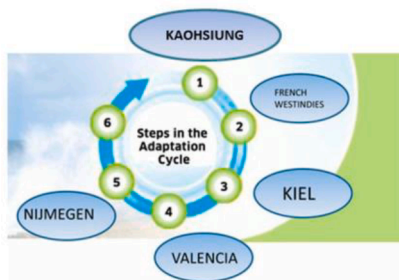 KAOHSIUNG
1
FRENCH
WESTINDIES
2
6
Steps in the
Adaptation
Cycle
3
5
4
KIEL
NIJMEGEN
VALENCIA